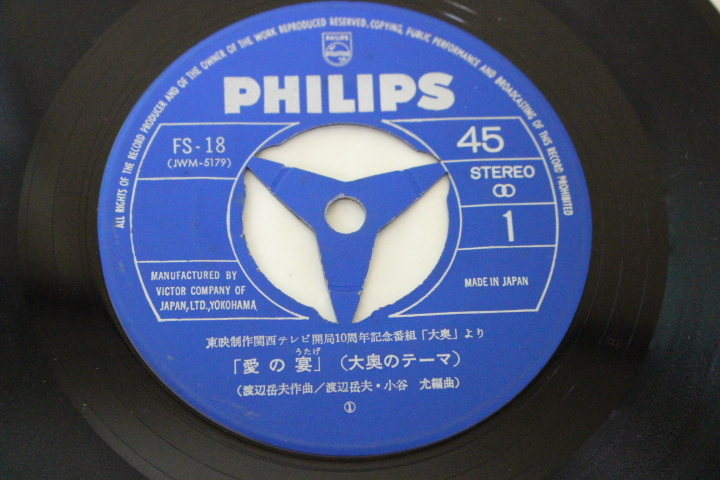 ALL RIGHTS OF THE RECORD PRODUCER AND OF THE OWNER OF THE WORK REPRODUCED RESERVED. COPYING, PUBLIC PERFORMANCE AND BROADCASTING OF THIS RECORD PROHIBITED
PHILIPS
PHILIPS
FS-18
(JWM-5179)
45
STEREO
1
MANUFACTURED BY
VICTOR COMPANY OF
JAPAN, LTD., YOKOHAMA
MADE IN JAPAN
東映制作関西テレビ開局10周年記念番組「大奥」より
うたげ
「愛の宴」(大奥のテーマ)
(渡辺岳夫作曲/渡辺岳夫・小谷 充編曲)
①